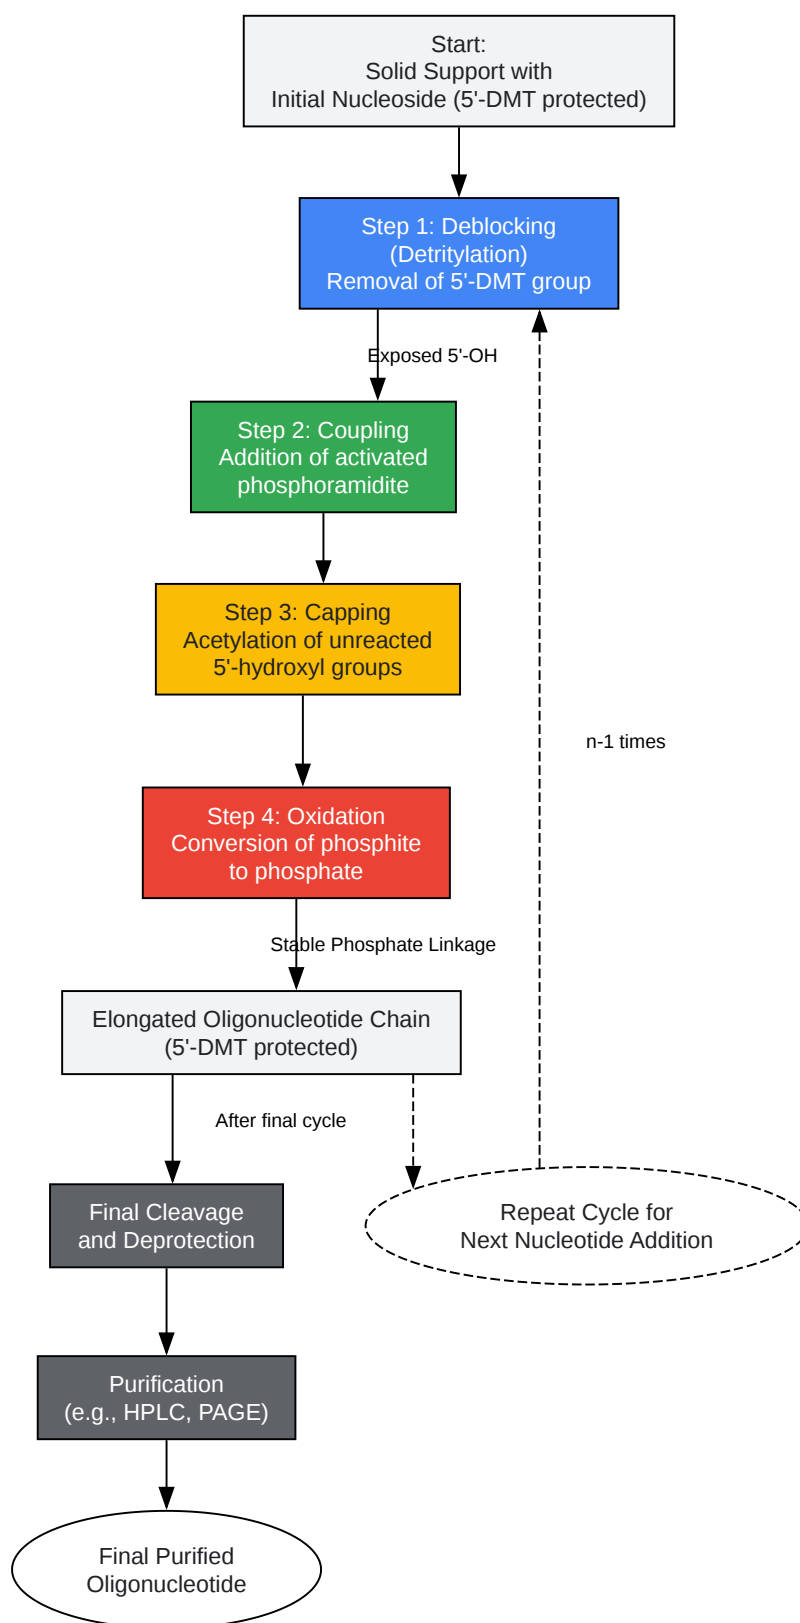 Start:
Solid Support with
Initial Nucleoside (5'-DMT protected)
Step 1: Deblocking
(Detritylation)
Removal of 5'-DMT group
Exposed 5'-OH
Step 2: Coupling
Addition of activated
phosphoramidite
Step 3: Capping
Acetylation of unreacted
5'-hydroxyl groups
n-1 times
Step 4: Oxidation
Conversion of phosphite
to phosphate
Stable Phosphate Linkage
Elongated Oligonucleotide Chain
(5'-DMT protected)
After final cycle
Final Cleavage
and Deprotection
Repeat Cycle for
Next Nucleotide Addition
Purification
(e.g., HPLC, PAGE)
Final Purified
Oligonucleotide